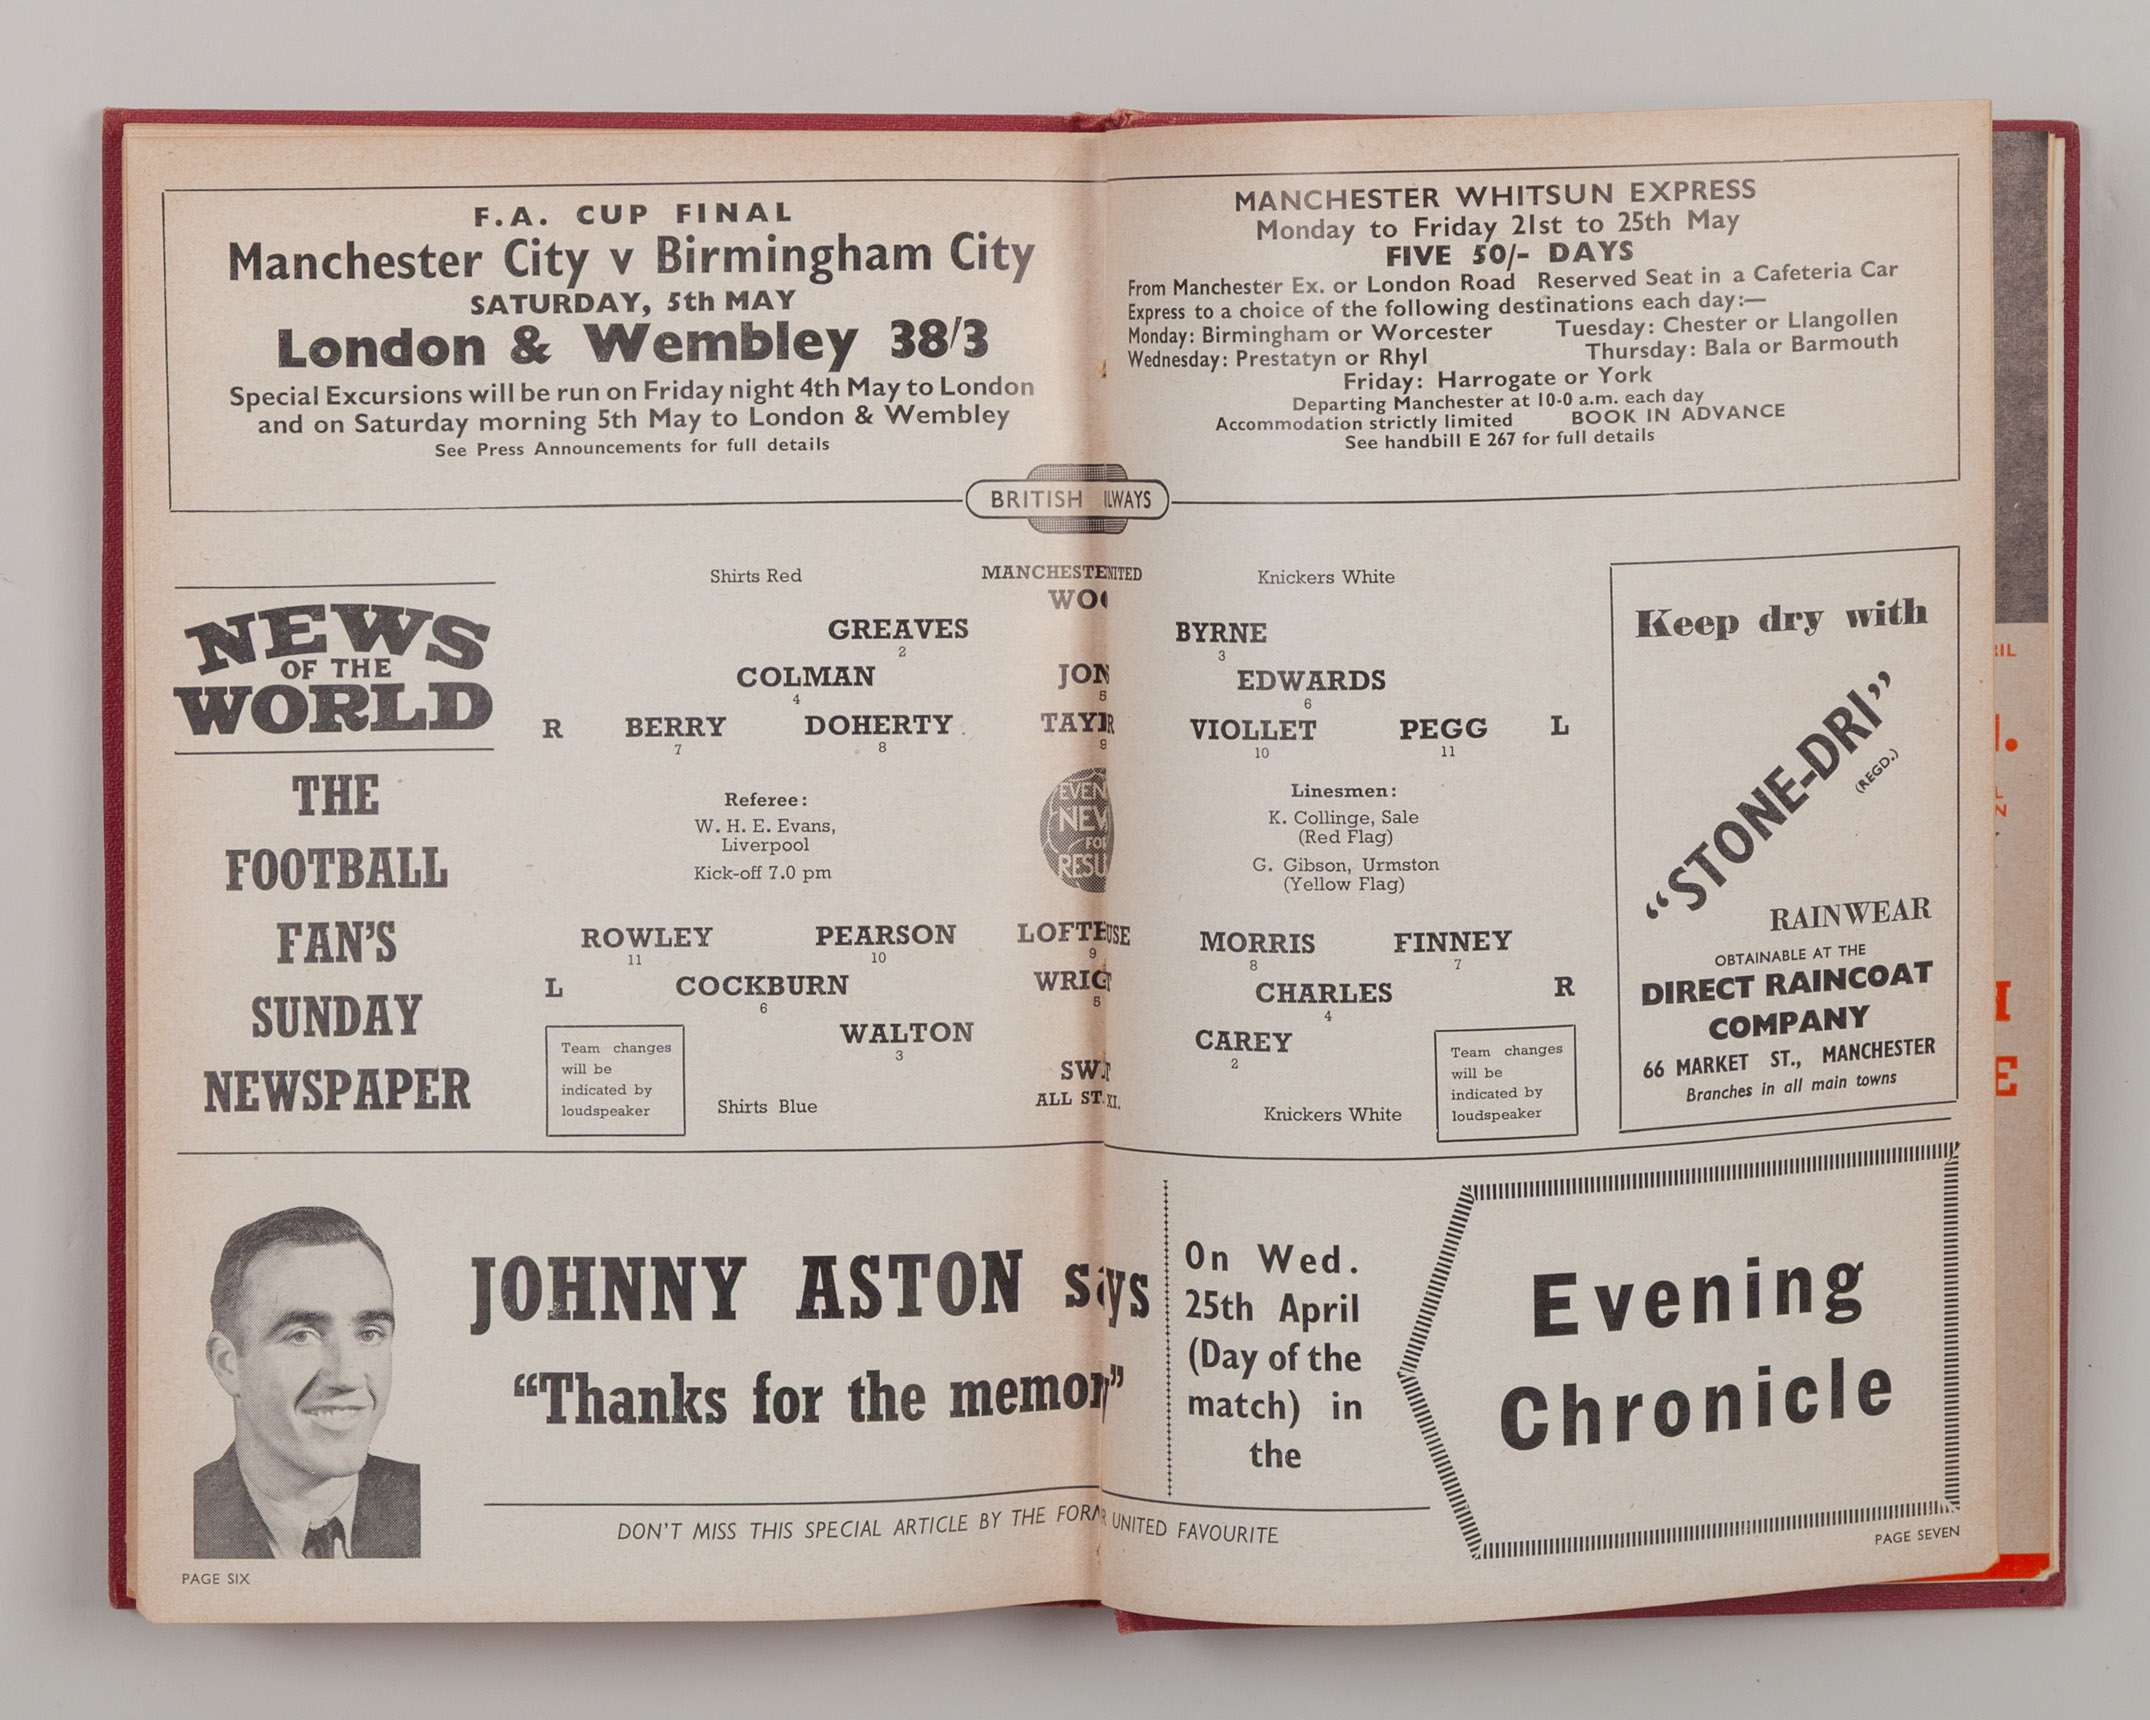 F.A. CUP FINAL
Manchester City v Birmingham City
SATURDAY, 5th MAY
London & Wembley 38/3
Special Excursions will be run on Friday night 4th May to London
and on Saturday morning 5th May to London & Wembley
See Press Announcements for full details
MANCHESTER WHITSUN EXPRESS
Monday to Friday 21st to 25th May
FIVE 50/- DAYS
From Manchester Ex. or London Road Reserved Seat in a Cafeteria Car
Express to a choice of the following destinations each day:—
Monday: Birmingham or Worcester Tuesday: Chester or Llangollen
Wednesday: Prestatyn or Rhyl Thursday: Bala or Barmouth
Friday: Harrogate or York
Departing Manchester at 10-0 a.m. each day
Accommodation strictly limited BOOK IN ADVANCE
See handbill E 267 for full details
BRITISH
NEWS
OF THE
WORLD
THE
FOOTBALL
FAN'S
SUNDAY
NEWSPAPER
Shirts Red Knickers White
GREAVES BYRNE
2 3
COLMAN EDWARDS
4 5 6
R BERRY DOHERTY VIOLLET PEGG L
7 8 9 10 11
Referee:
W. H. E. Evans,
Liverpool
Kick-off 7.0 pm
Linesmen:
K. Collinge, Sale
(Red Flag)
G. Gibson, Urmston
(Yellow Flag)
ROWLEY PEARSON MORRIS FINNEY
11 10 9 8 7
L COCKBURN CHARLES R
6 5 4
WALTON CAREY
3 2
Team changes
will be
indicated by
loudspeaker
Shirts Blue Knickers White
Team changes
will be
indicated by
loudspeaker
Keep dry with
"STONE-DRI"
(REGD.)
RAINWEAR
OBTAINABLE AT THE
DIRECT RAINCOAT
COMPANY
66 MARKET ST., MANCHESTER
Branches in all main towns
JOHNNY ASTON says
"Thanks for the memory"
On Wed.
25th April
(Day of the
match) in
the
Evening
Chronicle
DON'T MISS THIS SPECIAL ARTICLE BY THE UNITED FAVOURITE
PAGE SIX
PAGE SEVEN